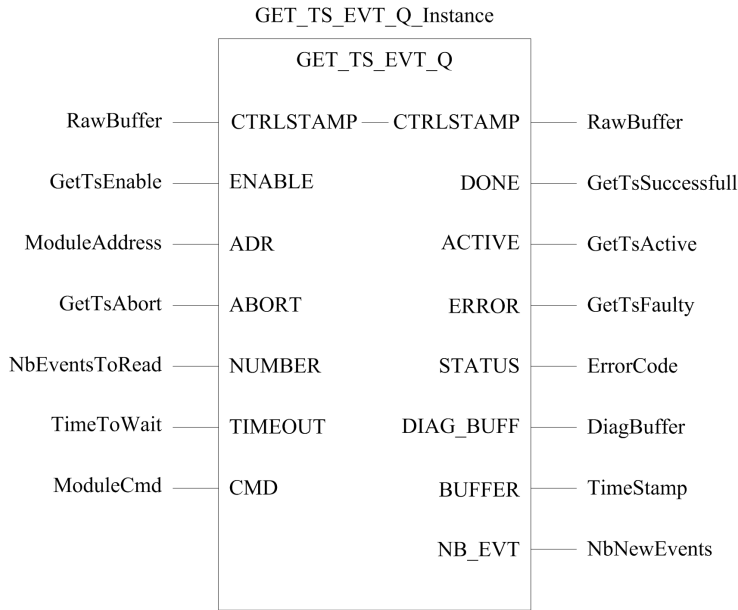 GET_TS_EVT_Q_Instance
GET_TS_EVT_Q
RawBuffer CTRLSTAMP CTRLSTAMP RawBuffer
GetTsEnable ENABLE DONE GetTsSuccessfull
ModuleAddress ADR ACTIVE GetTsActive
GetTsAbort ABORT ERROR GetTsFaulty
NbEventsToRead NUMBER STATUS ErrorCode
TimeToWait TIMEOUT DIAG_BUFF DiagBuffer
ModuleCmd CMD BUFFER TimeStamp
NB_EVT NbNewEvents